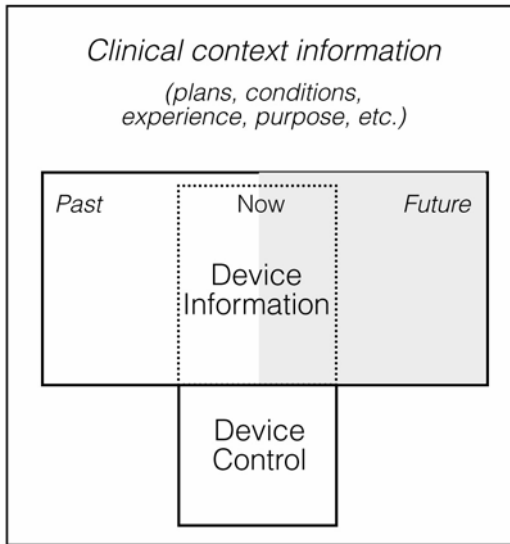 Clinical context information
(plans, conditions,
experience, purpose, etc.)
Past Now Future
Device
Information
Device
Control